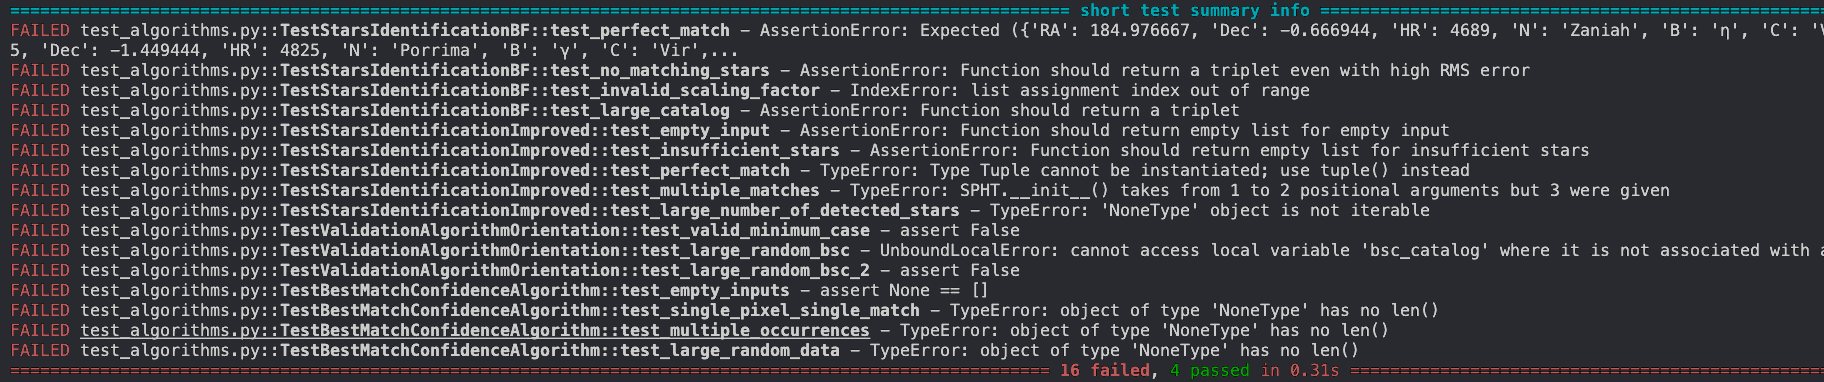 short test summary info
FAILED test_algorithms.py::TestStarsIdentificationBF::test_perfect_match – AssertionError: Expected ({'RA': 184.976667, 'Dec': –0.666944, 'HR': 4689, 'N': 'Zaniah', 'B': 'η', 'C':
5, 'Dec': –1.449444, 'HR': 4825, 'N': 'Porrima', 'B': 'γ', 'C': 'Vir',...
FAILED test_algorithms.py::TestStarsIdentificationBF::test_no_matching_stars – AssertionError: Function should return a triplet even with high RMS error
FAILED test_algorithms.py::TestStarsIdentificationBF::test_invalid_scaling_factor – IndexError: list assignment index out of range
FAILED test_algorithms.py::TestStarsIdentificationBF::test_large_catalog – AssertionError: Function should return a triplet
FAILED test_algorithms.py::TestStarsIdentificationImproved::test_empty_input – AssertionError: Function should return empty list for empty input
FAILED test_algorithms.py::TestStarsIdentificationImproved::test_insufficient_stars – AssertionError: Function should return empty list for insufficient stars
FAILED test_algorithms.py::TestStarsIdentificationImproved::test_perfect_match – TypeError: Type Tuple cannot be instantiated; use tuple() instead
FAILED test_algorithms.py::TestStarsIdentificationImproved::test_multiple_matches – TypeError: SPHT.__init__() takes from 1 to 2 positional arguments but 3 were given
FAILED test_algorithms.py::TestStarsIdentificationImproved::test_large_number_of_detected_stars – TypeError: 'NoneType' object is not iterable
FAILED test_algorithms.py::TestValidationAlgorithmOrientation::test_valid_minimum_case – assert False
FAILED test_algorithms.py::TestValidationAlgorithmOrientation::test_large_random_bsc – UnboundLocalError: cannot access local variable 'bsc_catalog' where it is not associated with
FAILED test_algorithms.py::TestValidationAlgorithmOrientation::test_large_random_bsc_2 – assert False
FAILED test_algorithms.py::TestBestMatchConfidenceAlgorithm::test_empty_inputs – assert None == []
FAILED test_algorithms.py::TestBestMatchConfidenceAlgorithm::test_single_pixel_single_match – TypeError: object of type 'NoneType' has no len()
FAILED test_algorithms.py::TestBestMatchConfidenceAlgorithm::test_multiple_occurrences – TypeError: object of type 'NoneType' has no len()
FAILED test_algorithms.py::TestBestMatchConfidenceAlgorithm::test_large_random_data – TypeError: object of type 'NoneType' has no len()
16 failed, 4 passed in 0.31s